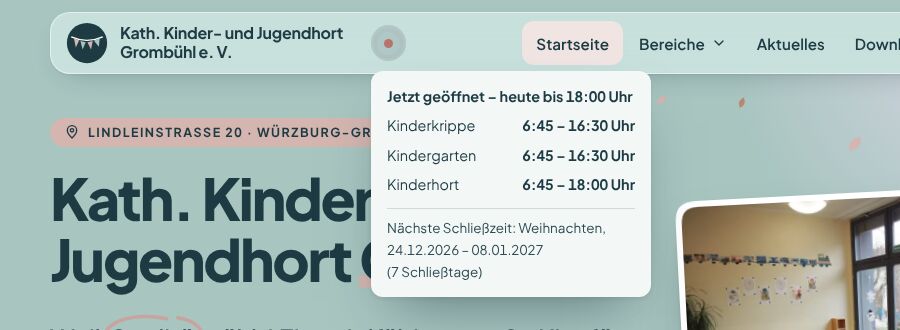 Kath. Kinder- und Jugendhort
Grombühl e. V.
Startseite
Bereiche
Aktuelles
Jetzt geöffnet – heute bis 18:00 Uhr
Kinderkrippe 6:45 – 16:30 Uhr
Kindergarten 6:45 – 16:30 Uhr
Kinderhort 6:45 – 18:00 Uhr
Nächste Schließzeit: Weihnachten,
24.12.2026 – 08.01.2027
(7 Schließtage)
LINDLEINSTRASSE 20 · WÜRZBURG-GR
Kath. Kinder
Jugendhort